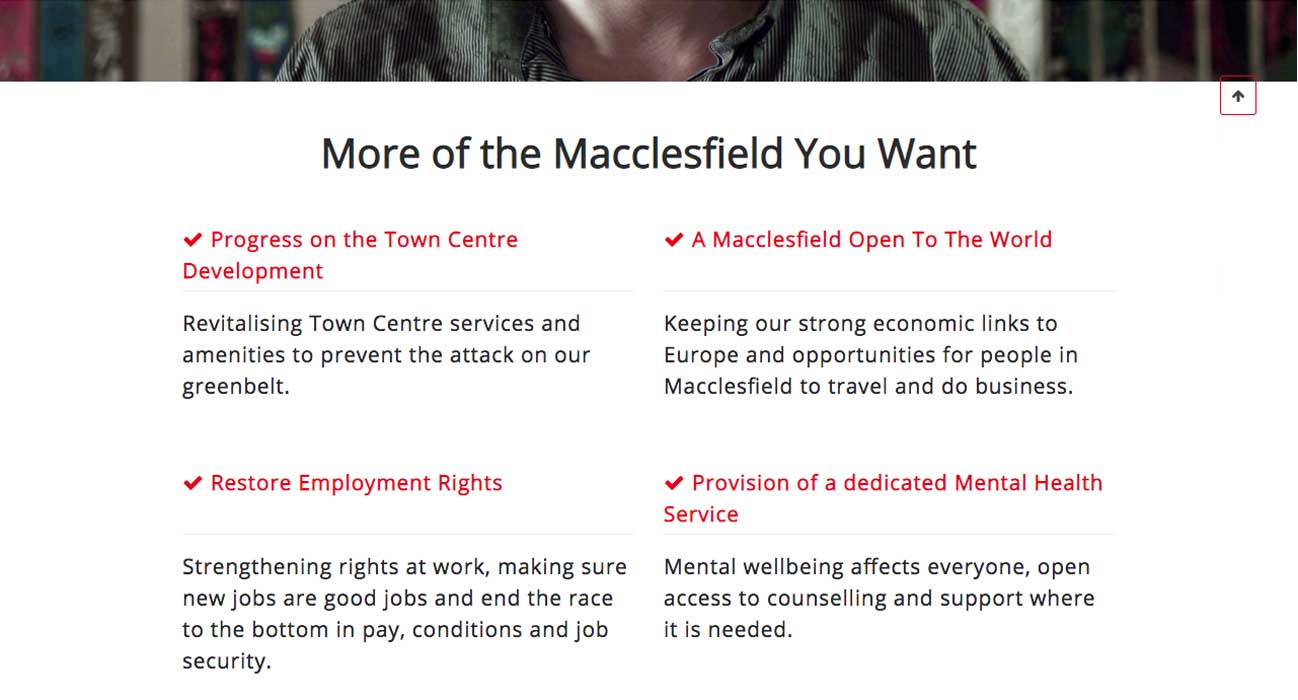 More of the Macclesfield You Want
✔ Progress on the Town Centre
Development
Revitalising Town Centre services and
amenities to prevent the attack on our
greenbelt.
✔ A Macclesfield Open To The World
Keeping our strong economic links to
Europe and opportunities for people in
Macclesfield to travel and do business.
✔ Restore Employment Rights
Strengthening rights at work, making sure
new jobs are good jobs and end the race
to the bottom in pay, conditions and job
security.
✔ Provision of a dedicated Mental Health
Service
Mental wellbeing affects everyone, open
access to counselling and support where
it is needed.